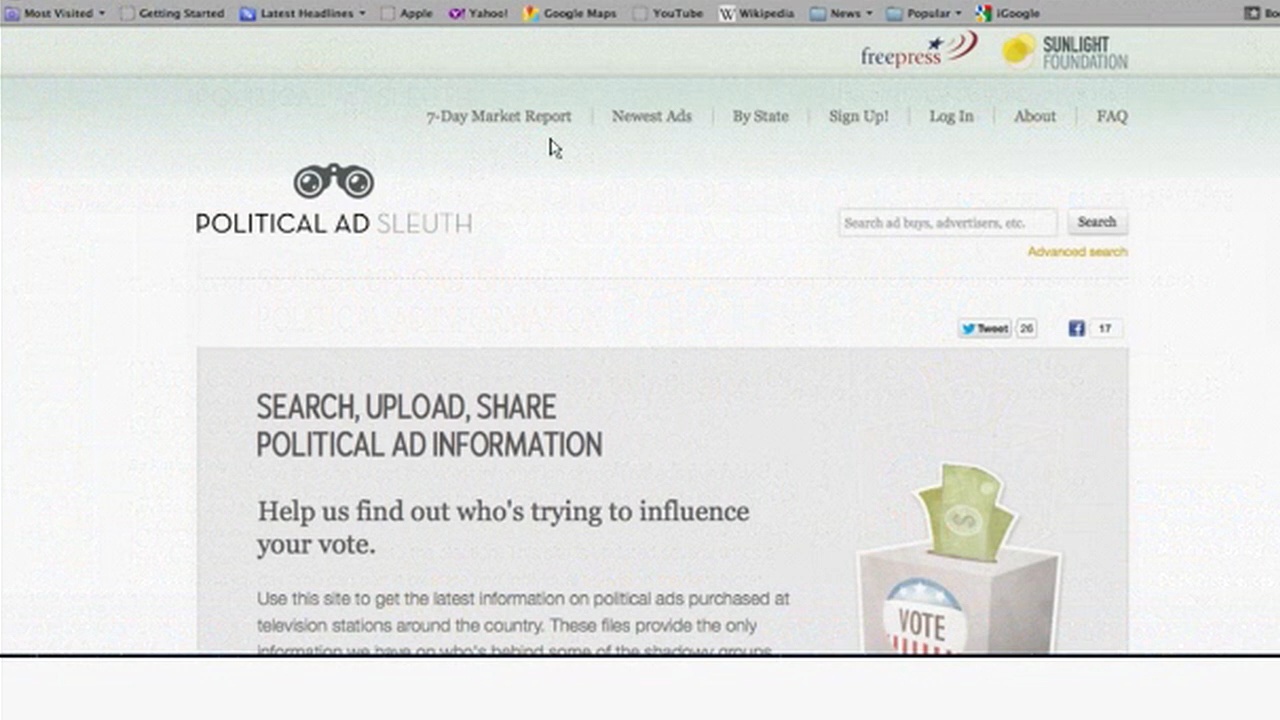 Most Visited Getting Started Latest Headlines Apple Yahoo! Google Maps YouTube Wikipedia News Popular iGoogle Bo
freepress SUNLIGHT
FOUNDATION
7-Day Market Report Newest Ads By State Sign Up! Log In About FAQ
POLITICAL AD SLEUTH
Search ad buys, advertisers, etc. Search
Advanced search
Tweet 26 17
SEARCH, UPLOAD, SHARE
POLITICAL AD INFORMATION
Help us find out who's trying to influence
your vote.
Use this site to get the latest information on political ads purchased at
television stations around the country. These files provide the only
information we have on who's behind some of the shadowy groups
VOTE